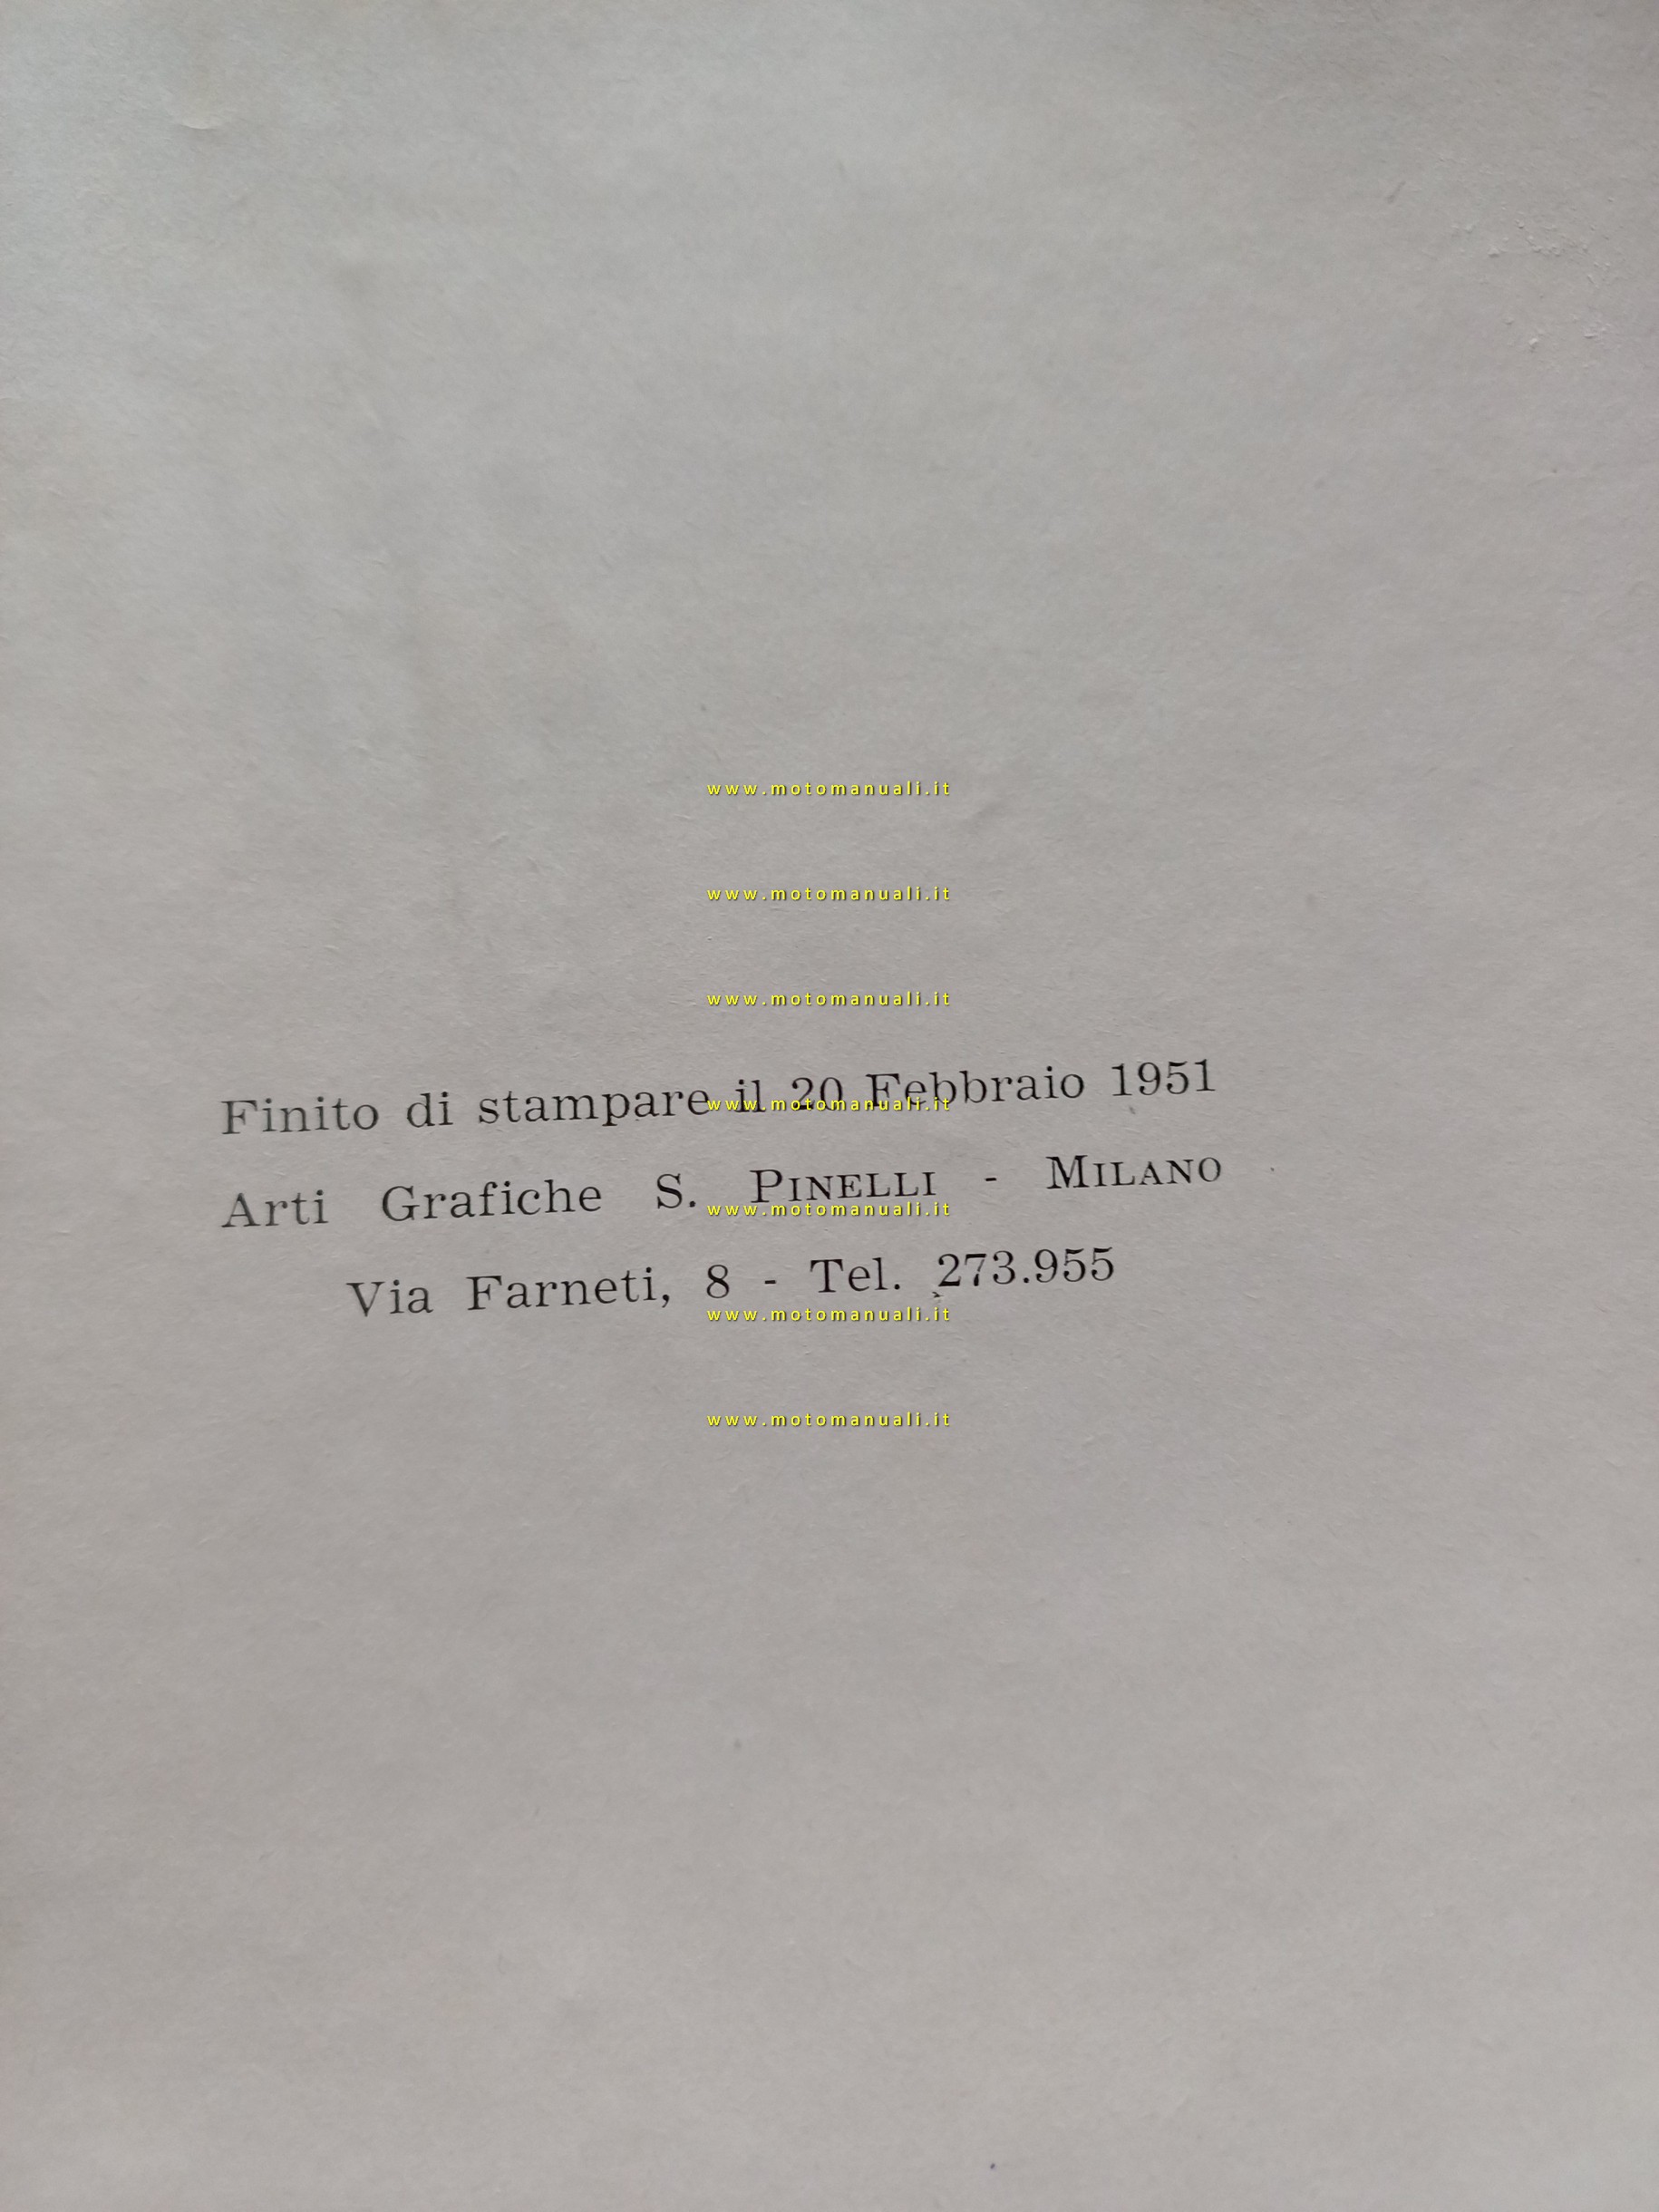 www.motomanuali.it
www.motomanuali.it
www.motomanuali.it
Finito di stampare il 20 Febbraio 1951
www.motomanuali.it
Arti Grafiche S. PINELLI - MILANO
www.motomanuali.it
Via Farneti, 8 - Tel. 273.955
www.motomanuali.it
www.motomanuali.it